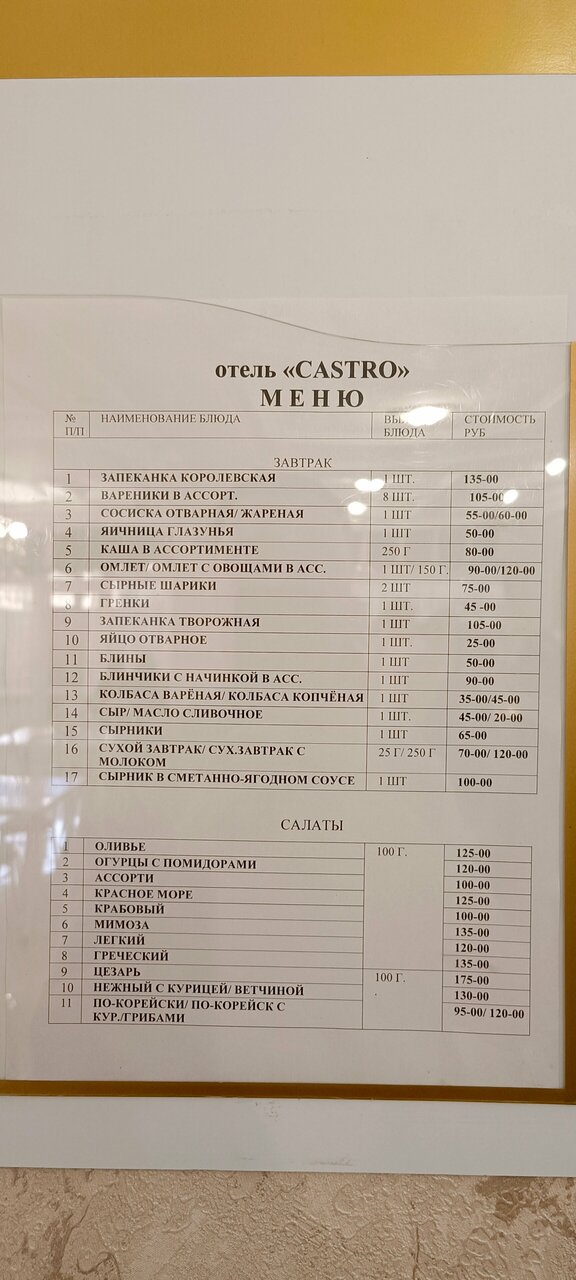 отель «CASTRO»
МЕНЮ
№ П/П НАИМЕНОВАНИЕ БЛЮДА БЛЮДА СТОИМОСТЬ РУБ
ЗАВТРАК
1 ЗАПЕКАНКА КОРОЛЕВСКАЯ 1 ШТ. 135-00
2 ВАРЕНИКИ В АССОРТ. 8 ШТ. 105-00
3 СОСИСКА ОТВАРНАЯ/ ЖАРЕНАЯ 1 ШТ 55-00/60-00
4 ЯИЧНИЦА ГЛАЗУНЬЯ 1 ШТ 50-00
5 КАША В АССОРТИМЕНТЕ 250 Г 80-00
6 ОМЛЕТ/ ОМЛЕТ С ОВОЩАМИ В АСС. 1 ШТ/ 150 Г. 90-00/120-00
7 СЫРНЫЕ ШАРИКИ 2 ШТ 75-00
8 ГРЕНКИ 1 ШТ. 45 -00
9 ЗАПЕКАНКА ТВОРОЖНАЯ 1 ШТ 105-00
10 ЯЙЦО ОТВАРНОЕ 1 ШТ. 25-00
11 БЛИНЫ 1 ШТ 50-00
12 БЛИНЧИКИ С НАЧИНКОЙ В АСС. 1 ШТ 90-00
13 КОЛБАСА ВАРЁНАЯ/ КОЛБАСА КОПЧЁНАЯ 1 ШТ 35-00/45-00
14 СЫР/ МАСЛО СЛИВОЧНОЕ 1 ШТ. 45-00/ 20-00
15 СЫРНИКИ 1 ШТ 65-00
16 СУХОЙ ЗАВТРАК/ СУХ.ЗАВТРАК С 25 Г/ 250 Г 70-00/ 120-00
МОЛОКОМ
17 СЫРНИК В СМЕТАННО-ЯГОДНОМ СОУСЕ 1 ШТ 100-00
САЛАТЫ
1 ОЛИВЬЕ 100 Г. 125-00
2 ОГУРЦЫ С ПОМИДОРАМИ 120-00
3 АССОРТИ 100-00
4 КРАСНОЕ МОРЕ 125-00
5 КРАБОВЫЙ 100-00
6 МИМОЗА 135-00
7 ЛЕГКИЙ 120-00
8 ГРЕЧЕСКИЙ 135-00
9 ЦЕЗАРЬ 100 Г. 175-00
10 НЕЖНЫЙ С КУРИЦЕЙ/ ВЕТЧИНОЙ . 130-00
11 ПО-КОРЕЙСКИ/ ПО-КОРЕЙСК С 95-00/ 120-00
КУР./ГРИБАМИ